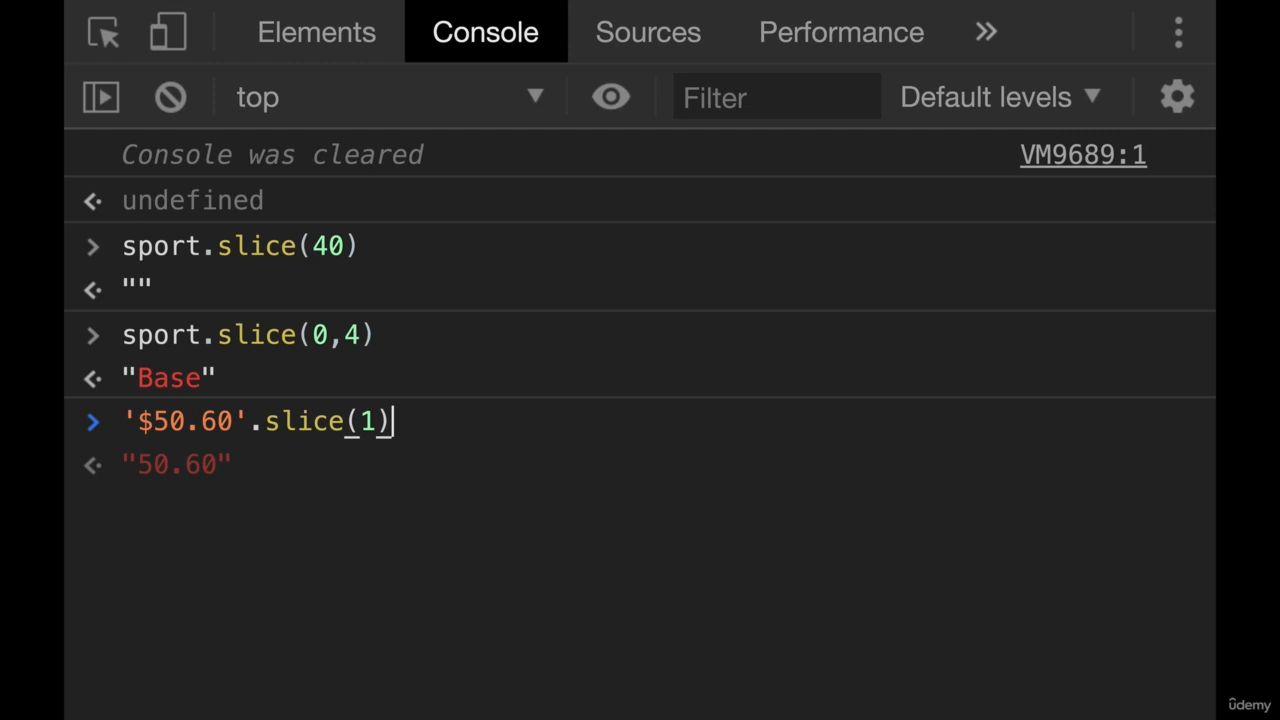 Elements Console Sources Performance
top Filter Default levels
Console was cleared VM9689:1
undefined
sport.slice(40)
""
sport.slice(0,4)
"Base"
'$50.60'.slice(1)
"50.60"
ûdemy